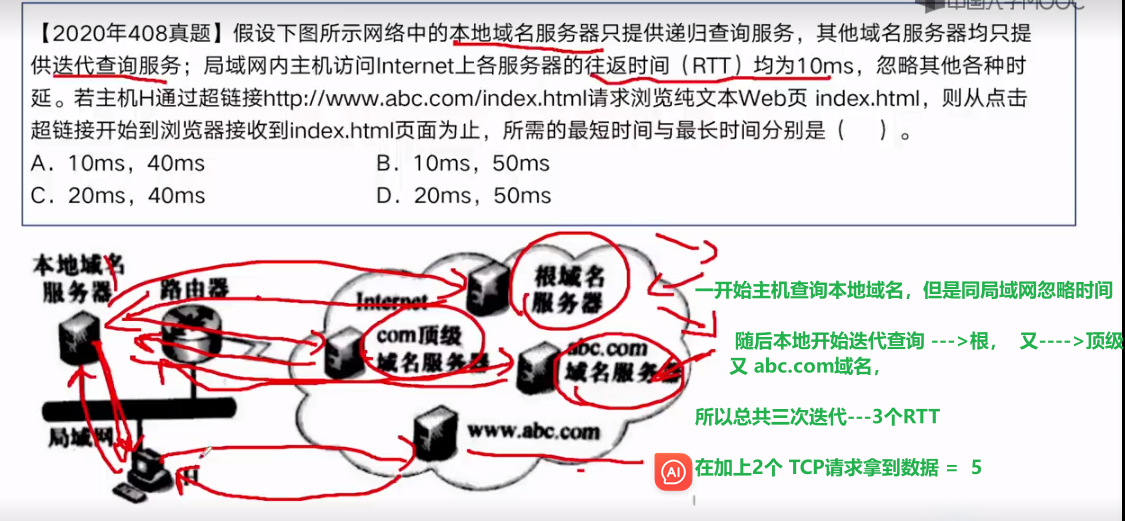 中国大学MOOC
【2020年408真题】假设下图所示网络中的本地域名服务器只提供递归查询服务，其他域名服务器均只提
供迭代查询服务；局域网内主机访问Internet上各服务器的往返时间（RTT）均为10ms，忽略其他各种时
延。若主机H通过超链接http://www.abc.com/index.html请求浏览纯文本Web页 index.html，则从点击
超链接开始到浏览器接收到index.html页面为止，所需的最短时间与最长时间分别是（ ）。
A．10ms，40ms B．10ms，50ms
C．20ms，40ms D．20ms，50ms
本地域名
服务器
路由器
Internet
根域名
服务器
com顶级
域名服务器
abc.com
域名服务器
www.abc.com
局域网
H
一开始主机查询本地域名，但是同局域网忽略时间
随后本地开始迭代查询 --->根， 又---->顶级
又 abc.com域名，
所以总共三次迭代---3个RTT
AI
在加上2个 TCP请求拿到数据 = 5